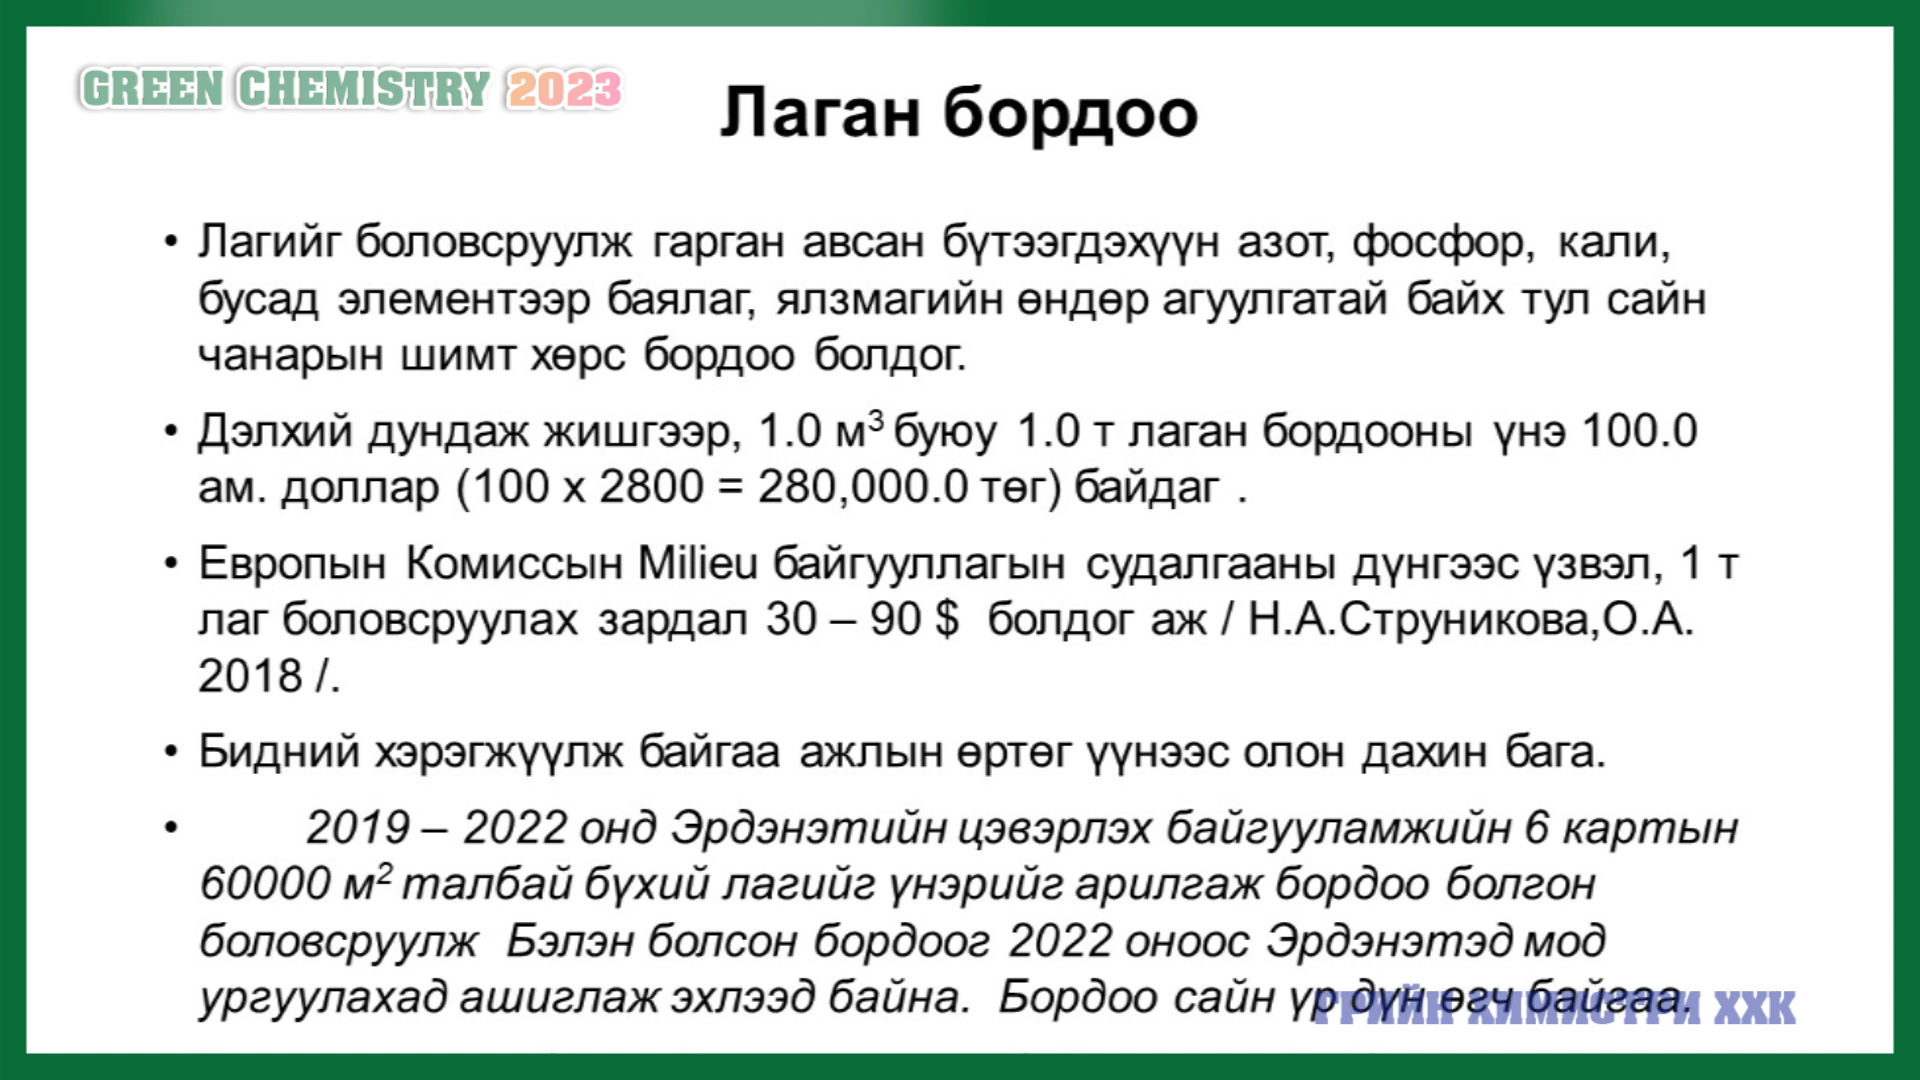 GREEN CHEMISTRY 2023
Лаган бордоо
• Лагийг боловсруулж гарган авсан бүтээгдэхүүн азот, фосфор, кали,
бусад элементээр баялаг, ялзмагийн өндөр агуулгатай байх тул сайн
чанарын шимт хөрс бордоо болдог.
• Дэлхий дундаж жишгээр, 1.0 м³ буюу 1.0 т лаган бордооны үнэ 100.0
ам. доллар (100 х 2800 = 280,000.0 төг) байдаг .
• Европын Комиссын Milieu байгууллагын судалгааны дүнгээс үзвэл, 1 т
лаг боловсруулах зардал 30 – 90 $ болдог аж / Н.А.Струникова,О.А.
2018 /.
• Бидний хэрэгжүүлж байгаа ажлын өртөг үүнээс олон дахин бага.
• 2019 – 2022 онд Эрдэнэтийн цэвэрлэх байгууламжийн 6 картын
60000 м² талбай бүхий лагийг үнэрийг арилгаж бордоо болгон
боловсруулж Бэлэн болсон бордоог 2022 оноос Эрдэнэтэд мод
ургуулахад ашиглаж эхлээд байна. Бордоо сайн үр дүн өгч байгаа.
ГРИЙН ХИМИСТРИ ХХК